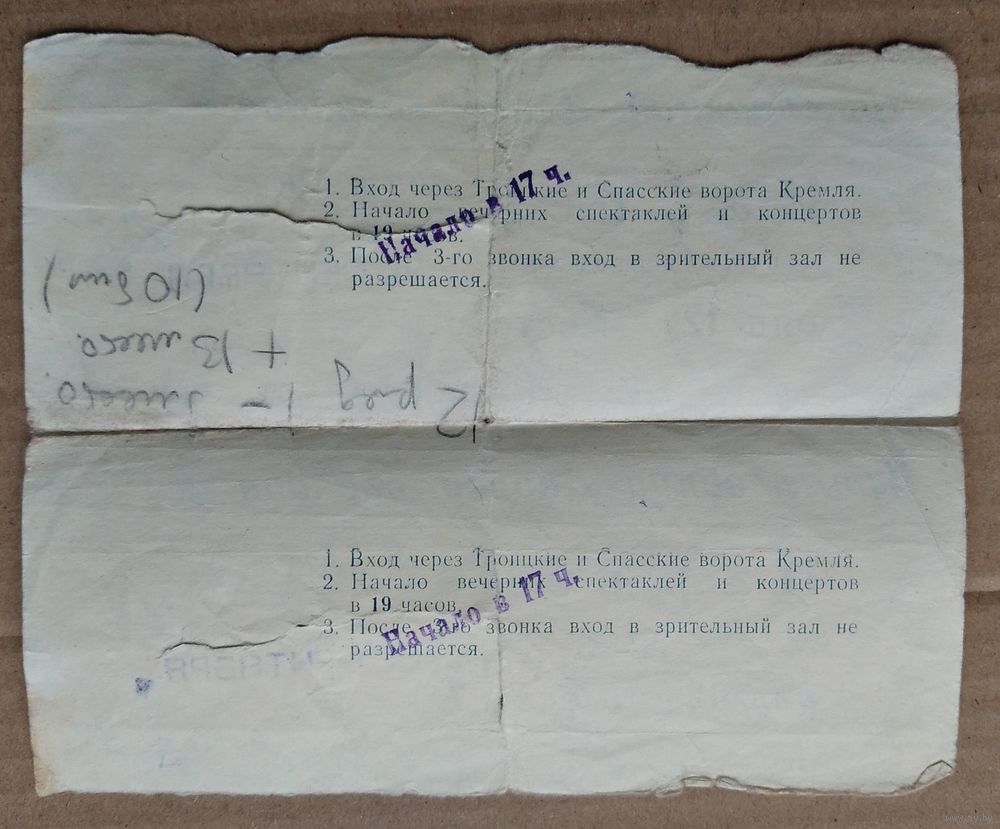 1. Вход через Троицкие и Спасские ворота Кремля.
2. Начало вечерних спектаклей и концертов
в 19 часов.
3. После 3-го звонка вход в зрительный зал не
разрешается.
Начало в 17 ч.
12 ряд 1 - место
+ 13 место.
(10 бил)
1. Вход через Троицкие и Спасские ворота Кремля.
2. Начало вечерних спектаклей и концертов
в 19 часов.
3. После 3-го звонка вход в зрительный зал не
разрешается.
Начало в 17 ч.